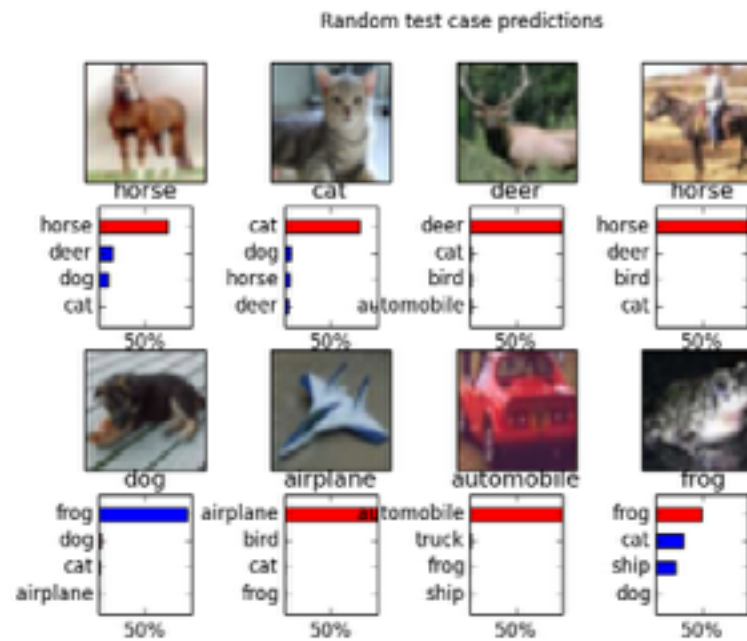 Random test case predictions
horse cat deer horse
horse
deer
dog
cat
50%
cat
dog
horse
deer
50%
deer
cat
bird
automobile
50%
horse
deer
bird
cat
50%
dog airplane automobile frog
frog
dog
cat
airplane
50%
airplane
bird
cat
frog
50%
automobile
truck
frog
ship
50%
frog
cat
ship
dog
50%